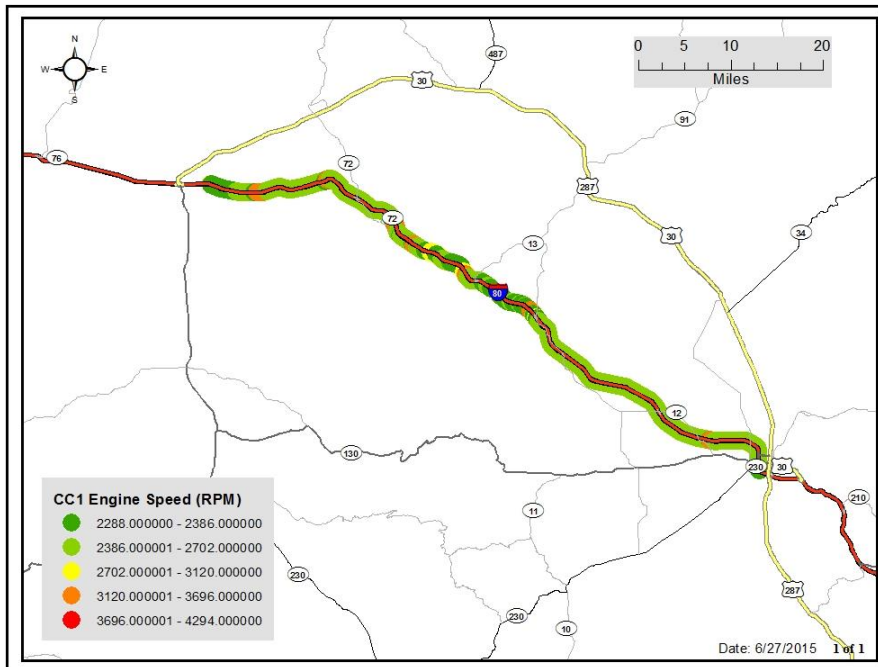 N
W E
S
0 5 10 20
Miles
487
30
91
76
72
287
72
30
34
13
80
12
130
230
30
210
11
230
230
287
10
CC1 Engine Speed (RPM)
2288.000000 - 2386.000000
2386.000001 - 2702.000000
2702.000001 - 3120.000000
3120.000001 - 3696.000000
3696.000001 - 4294.000000
Date: 6/27/2015 1 of 1